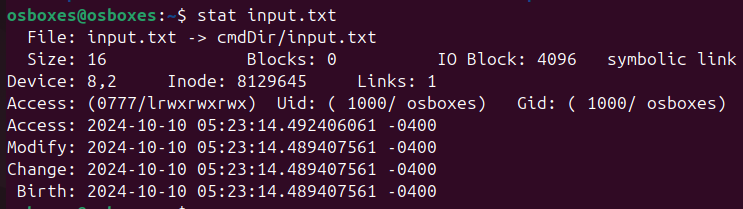 osboxes@osboxes:~$ stat input.txt
  File: input.txt -> cmdDir/input.txt
  Size: 16              Blocks: 0          IO Block: 4096   symbolic link
Device: 8,2     Inode: 8129645     Links: 1
Access: (0777/lrwxrwxrwx)  Uid: ( 1000/ osboxes)   Gid: ( 1000/ osboxes)
Access: 2024-10-10 05:23:14.492406061 -0400
Modify: 2024-10-10 05:23:14.489407561 -0400
Change: 2024-10-10 05:23:14.489407561 -0400
 Birth: 2024-10-10 05:23:14.489407561 -0400